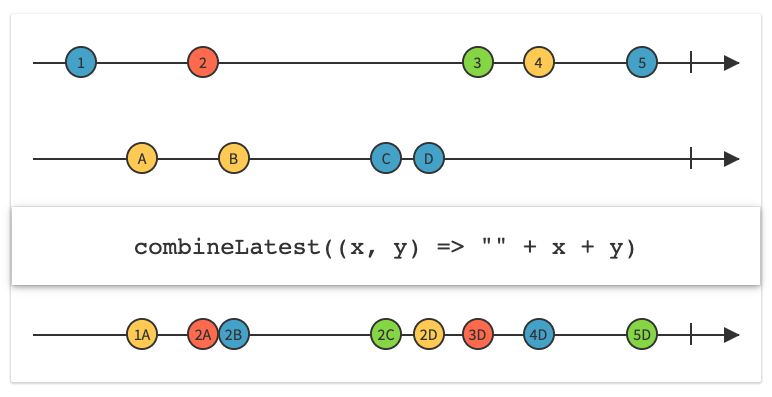 1 2 3 4 5
A B C D
combineLatest((x, y) => "" + x + y)
1A 2A 2B 2C 2D 3D 4D 5D